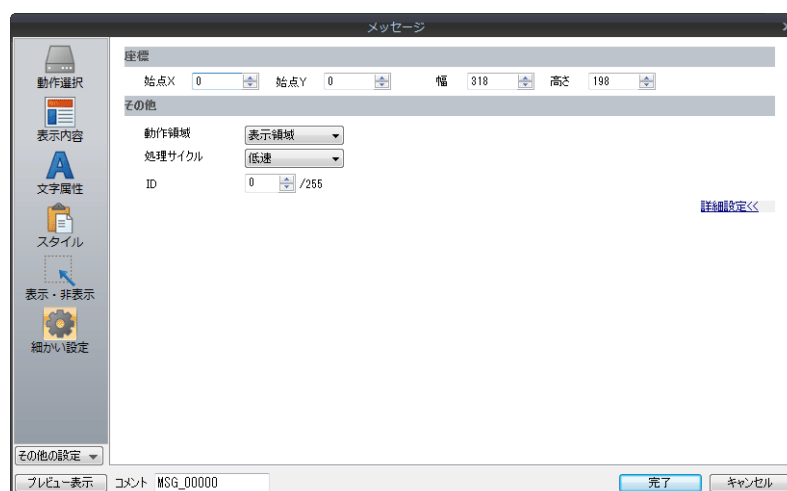 メッセージ
動作選択
表示内容
文字属性
スタイル
表示・非表示
細かい設定
その他の設定
座標
始点X 0 始点Y 0 幅 318 高さ 198
その他
動作領域 表示領域
処理サイクル 低速
ID 0 /255
詳細設定<<
プレビュー表示 コメント MSG_00000 完了 キャンセル